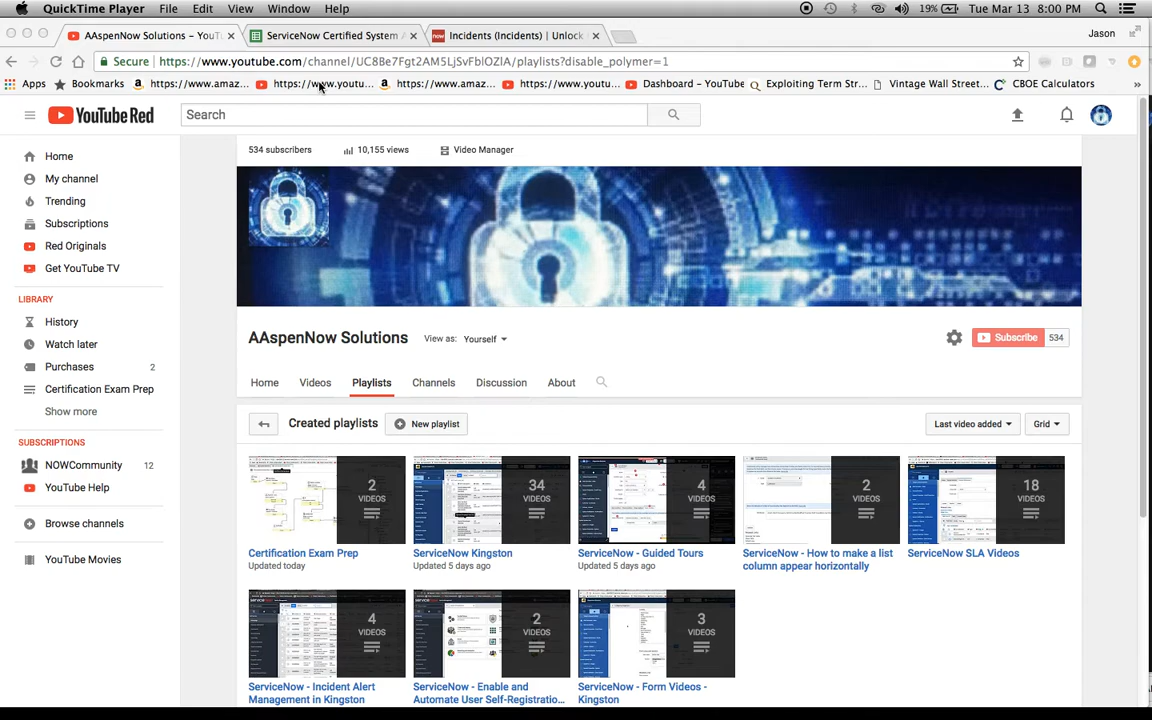 QuickTime Player File Edit View Window Help 19% Tue Mar 13 8:00 PM
AAspenNow Solutions - YouT ServiceNow Certified System A Incidents (Incidents) | Unlock Jason
Secure https://www.youtube.com/channel/UC8Be7Fgt2AM5LjSvFblOZlA/playlists?disable_polymer=1
Apps Bookmarks https://www.amaz... https://www.youtu... https://www.amaz... https://www.youtu... Dashboard - YouTube Exploiting Term Str... Vintage Wall Street... CBOE Calculators »
YouTube Red Search
534 subscribers 10,155 views Video Manager
Home
My channel
Trending
Subscriptions
Red Originals
Get YouTube TV
LIBRARY
History
Watch later
Purchases 2
Certification Exam Prep
Show more
SUBSCRIPTIONS
NOWCommunity 12
YouTube Help
Browse channels
YouTube Movies
AAspenNow Solutions View as: Yourself Subscribe 534
Home Videos Playlists Channels Discussion About
Created playlists New playlist Last video added Grid
2 VIDEOS
Certification Exam Prep
Updated today
34 VIDEOS
ServiceNow Kingston
Updated 5 days ago
4 VIDEOS
ServiceNow - Guided Tours
Updated 5 days ago
2 VIDEOS
ServiceNow - How to make a list
column appear horizontally
18 VIDEOS
ServiceNow SLA Videos
4 VIDEOS
ServiceNow - Incident Alert
Management in Kingston
2 VIDEOS
ServiceNow - Enable and
Automate User Self-Registratio...
3 VIDEOS
ServiceNow - Form Videos -
Kingston